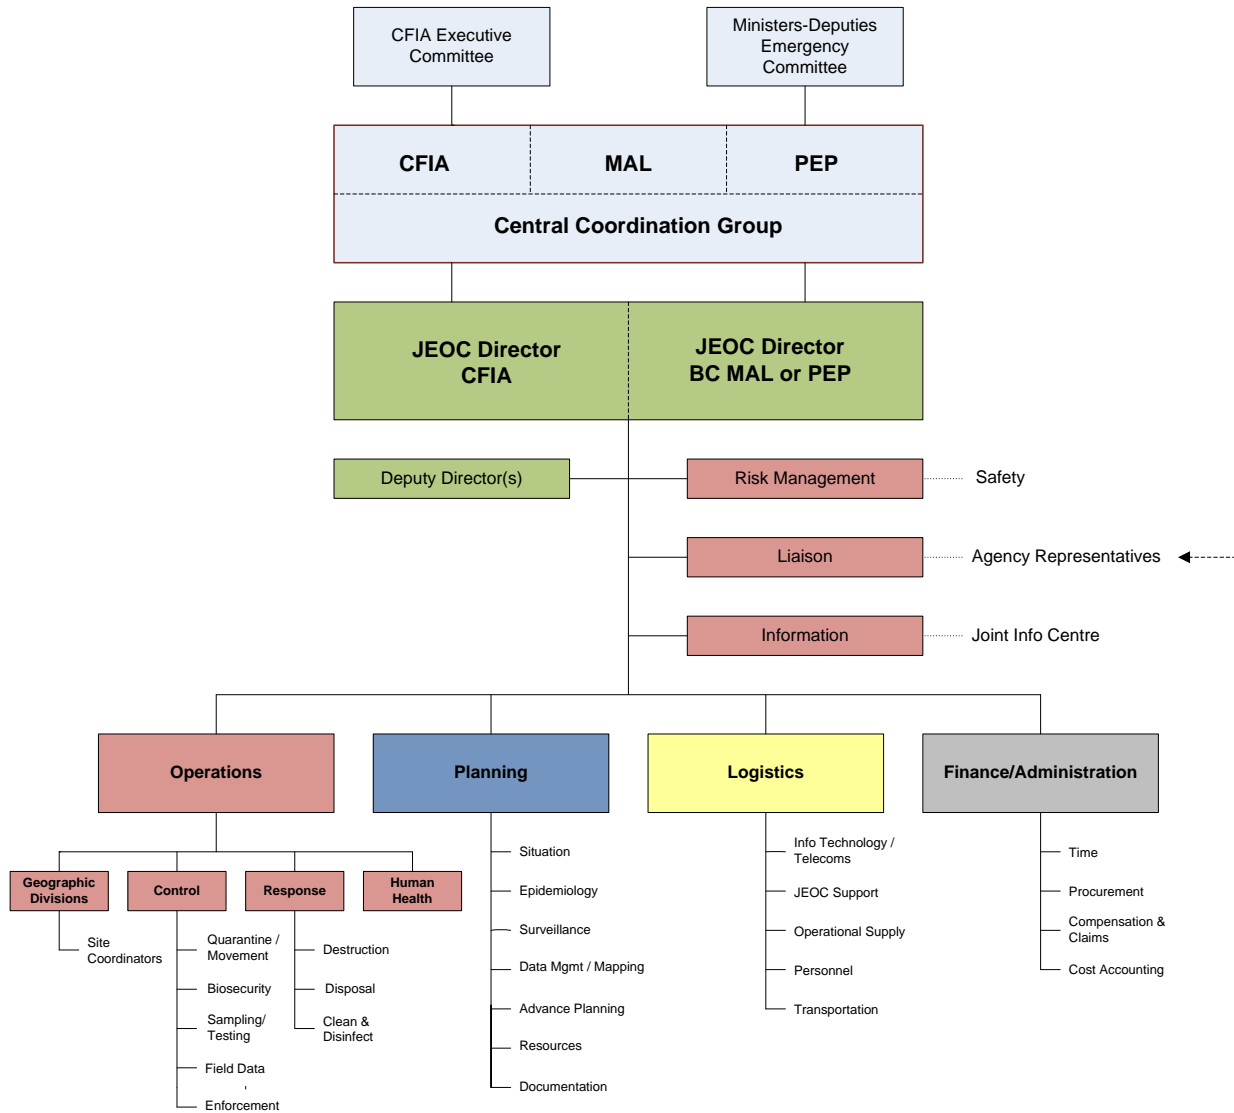 CFIA Executive
Committee
Ministers-Deputies
Emergency
Committee
CFIA
MAL
PEP
Central Coordination Group
JEOC Director
CFIA
JEOC Director
BC MAL or PEP
Deputy Director(s)
Risk Management
Safety
Liaison
Agency Representatives
Information
Joint Info Centre
Operations
Planning
Logistics
Finance/Administration
Geographic
Divisions
Control
Response
Human
Health
Site
Coordinators
Quarantine /
Movement
Biosecurity
Sampling/
Testing
Field Data
Enforcement
Destruction
Disposal
Clean &
Disinfect
Situation
Epidemiology
Surveillance
Data Mgmt / Mapping
Advance Planning
Resources
Documentation
Info Technology /
Telecoms
JEOC Support
Operational Supply
Personnel
Transportation
Time
Procurement
Compensation &
Claims
Cost Accounting